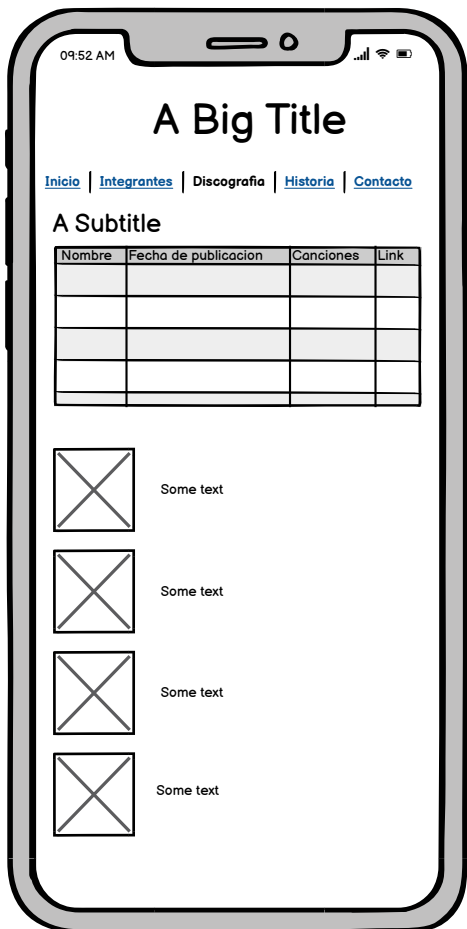 09:52 AM
A Big Title
Inicio | Integrantes | Discografia | Historia | Contacto
A Subtitle
Nombre Fecha de publicacion Canciones Link
Some text
Some text
Some text
Some text